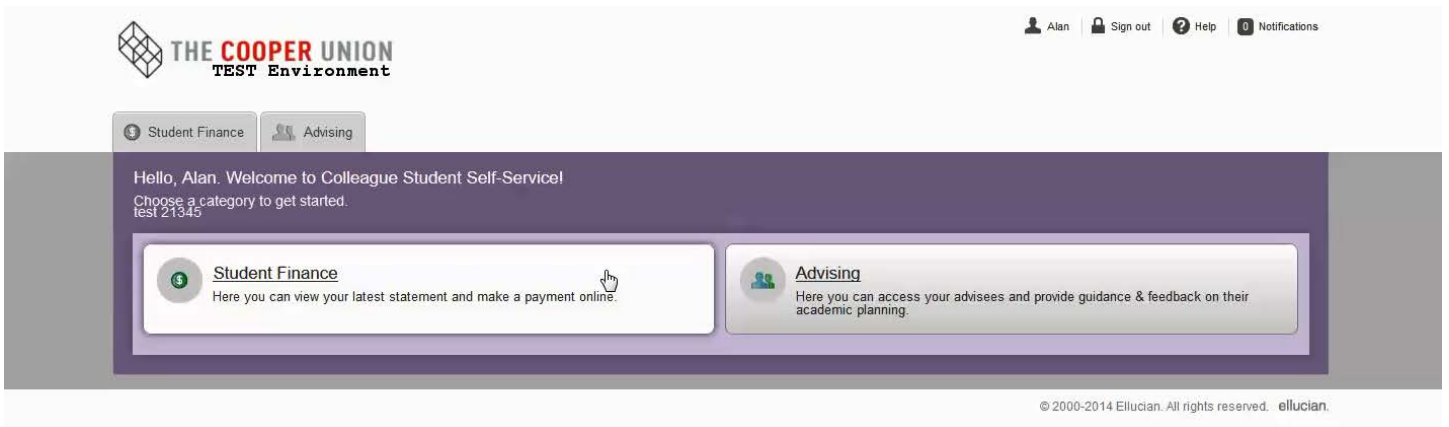 THE COOPER UNION
TEST Environment
Alan
Sign out
Help
0 Notifications
Student Finance
Advising
Hello, Alan. Welcome to Colleague Student Self-Service!
Choose a category to get started.
test 21345
Student Finance
Here you can view your latest statement and make a payment online.
Advising
Here you can access your advisees and provide guidance & feedback on their
academic planning.
© 2000-2014 Ellucian. All rights reserved. ellucian.